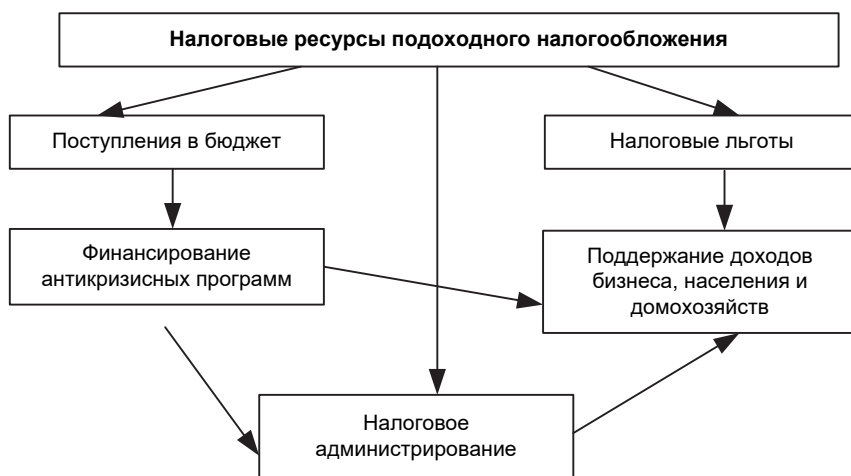 Налоговые ресурсы подоходного налогообложения
Поступления в бюджет
Налоговые льготы
Финансирование
антикризисных программ
Поддержание доходов
бизнеса, населения и
домохозяйств
Налоговое
администрирование